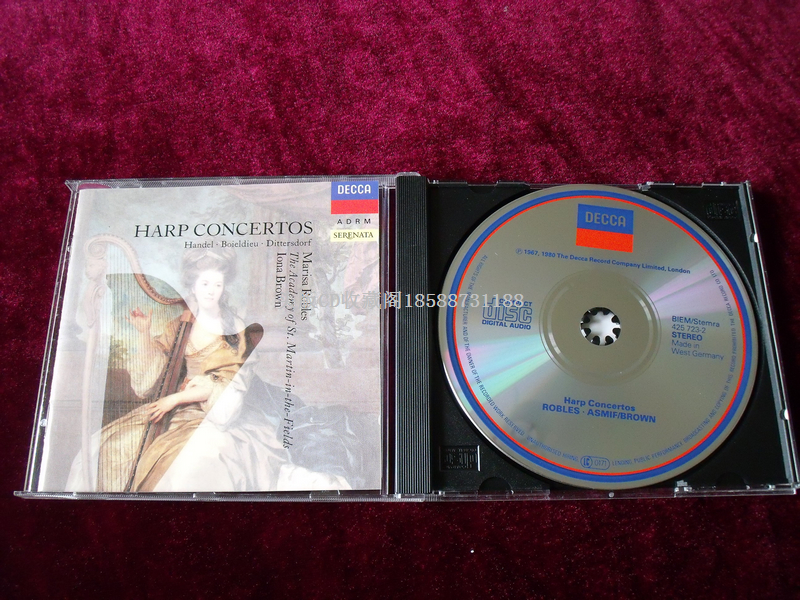 DECCA
ADRM
SERENATA
HARP CONCERTOS
Handel · Boieldieu · Dittersdorf
Marisa Robles
The Academy of St. Martin-in-the-Fields
Iona Brown
CD收藏阁18588731188
DECCA
℗ 1967, 1980 The Decca Record Company Limited, London
COMPACT
DISC
DIGITAL AUDIO
BIEM/Stemra
425 723-2
STEREO
Made in
West Germany
Harp Concertos
ROBLES · ASMIF/BROWN